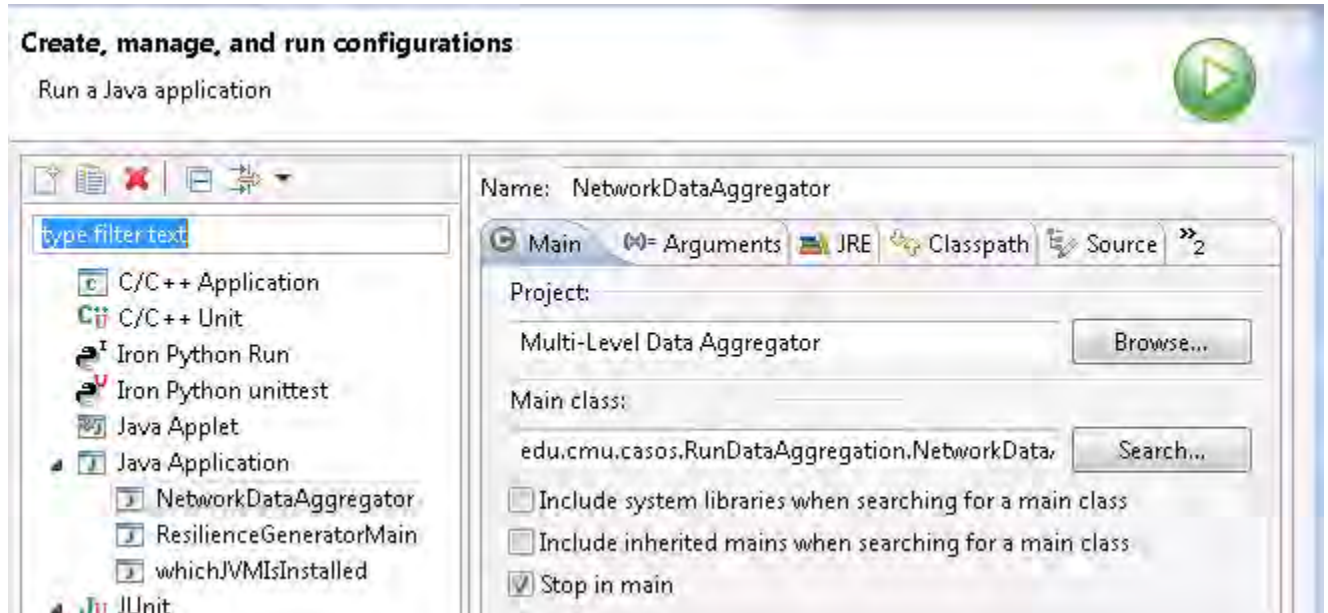 Create, manage, and run configurations
Run a Java application
type filter text
C/C++ Application
C/C++ Unit
Iron Python Run
Iron Python unittest
Java Applet
Java Application
NetworkDataAggregator
ResilienceGeneratorMain
whichJVMIsInstalled
JUnit
Name: NetworkDataAggregator
Main
(x)= Arguments
JRE
Classpath
Source
»2
Project:
Multi-Level Data Aggregator
Browse...
Main class:
edu.cmu.casos.RunDataAggregation.NetworkData
Search...
Include system libraries when searching for a main class
Include inherited mains when searching for a main class
Stop in main